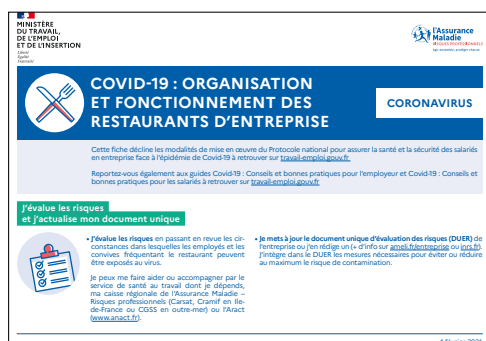 MINISTÈRE
DU TRAVAIL,
DE L'EMPLOI
ET DE L'INSERTION
Liberté
Égalité
Fraternité
l'Assurance
Maladie
RISQUES PROFESSIONNELS
Agir ensemble, protéger chacun
COVID-19 : ORGANISATION
ET FONCTIONNEMENT DES
RESTAURANTS D'ENTREPRISE
CORONAVIRUS
Cette fiche décline les modalités de mise en œuvre du Protocole national pour assurer la santé et la sécurité des salariés
en entreprise face à l'épidémie de Covid-19 à retrouver sur travail-emploi.gouv.fr
Reportez-vous également aux guides Covid-19 : Conseils et bonnes pratiques pour l'employeur et Covid-19 : Conseils et
bonnes pratiques pour les salariés à retrouver sur travail-emploi.gouv.fr
J'évalue les risques
et j'actualise mon document unique
• J'évalue les risques en passant en revue les cir-
constances dans lesquelles les employés et les
convives fréquentant le restaurant peuvent
être exposés au virus.
Je peux me faire aider ou accompagner par le
service de santé au travail dont je dépends,
ma caisse régionale de l'Assurance Maladie –
Risques professionnels (Carsat, Cramif en Ile-
de-France ou CGSS en outre-mer) ou l'Aract
(www.anact.fr).
• Je mets à jour le document unique d'évaluation des risques (DUER) de
l'entreprise ou j'en rédige un (+ d'info sur ameli.fr/entreprise ou inrs.fr).
J'intègre dans le DUER les mesures nécessaires pour éviter ou réduire
au maximum le risque de contamination.